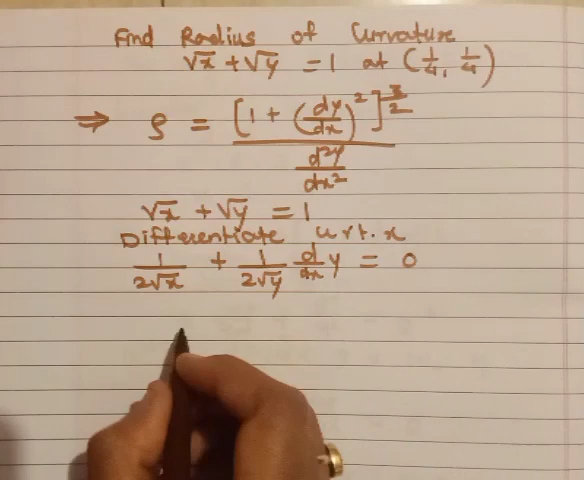 Find Radius of Curvature
√x + √y = 1 at (1/4, 1/4)
⇒ ρ = [1 + (dy/dx)²]^3/2 / d²y/dx²
√x + √y = 1
Differentiate w.r.t. x
1/2√x + 1/2√y d/dx y = 0